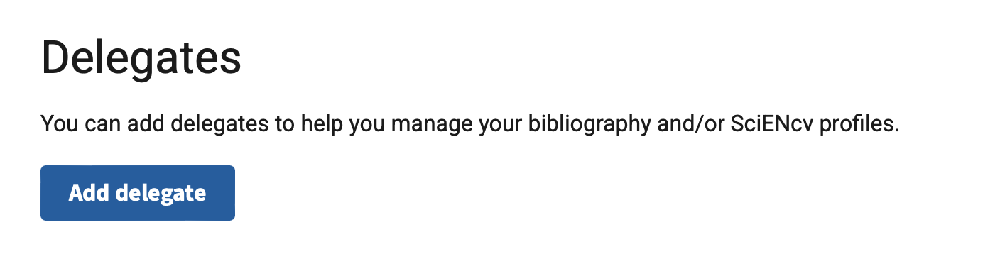 Delegates
You can add delegates to help you manage your bibliography and/or SciENcv profiles.
Add delegate